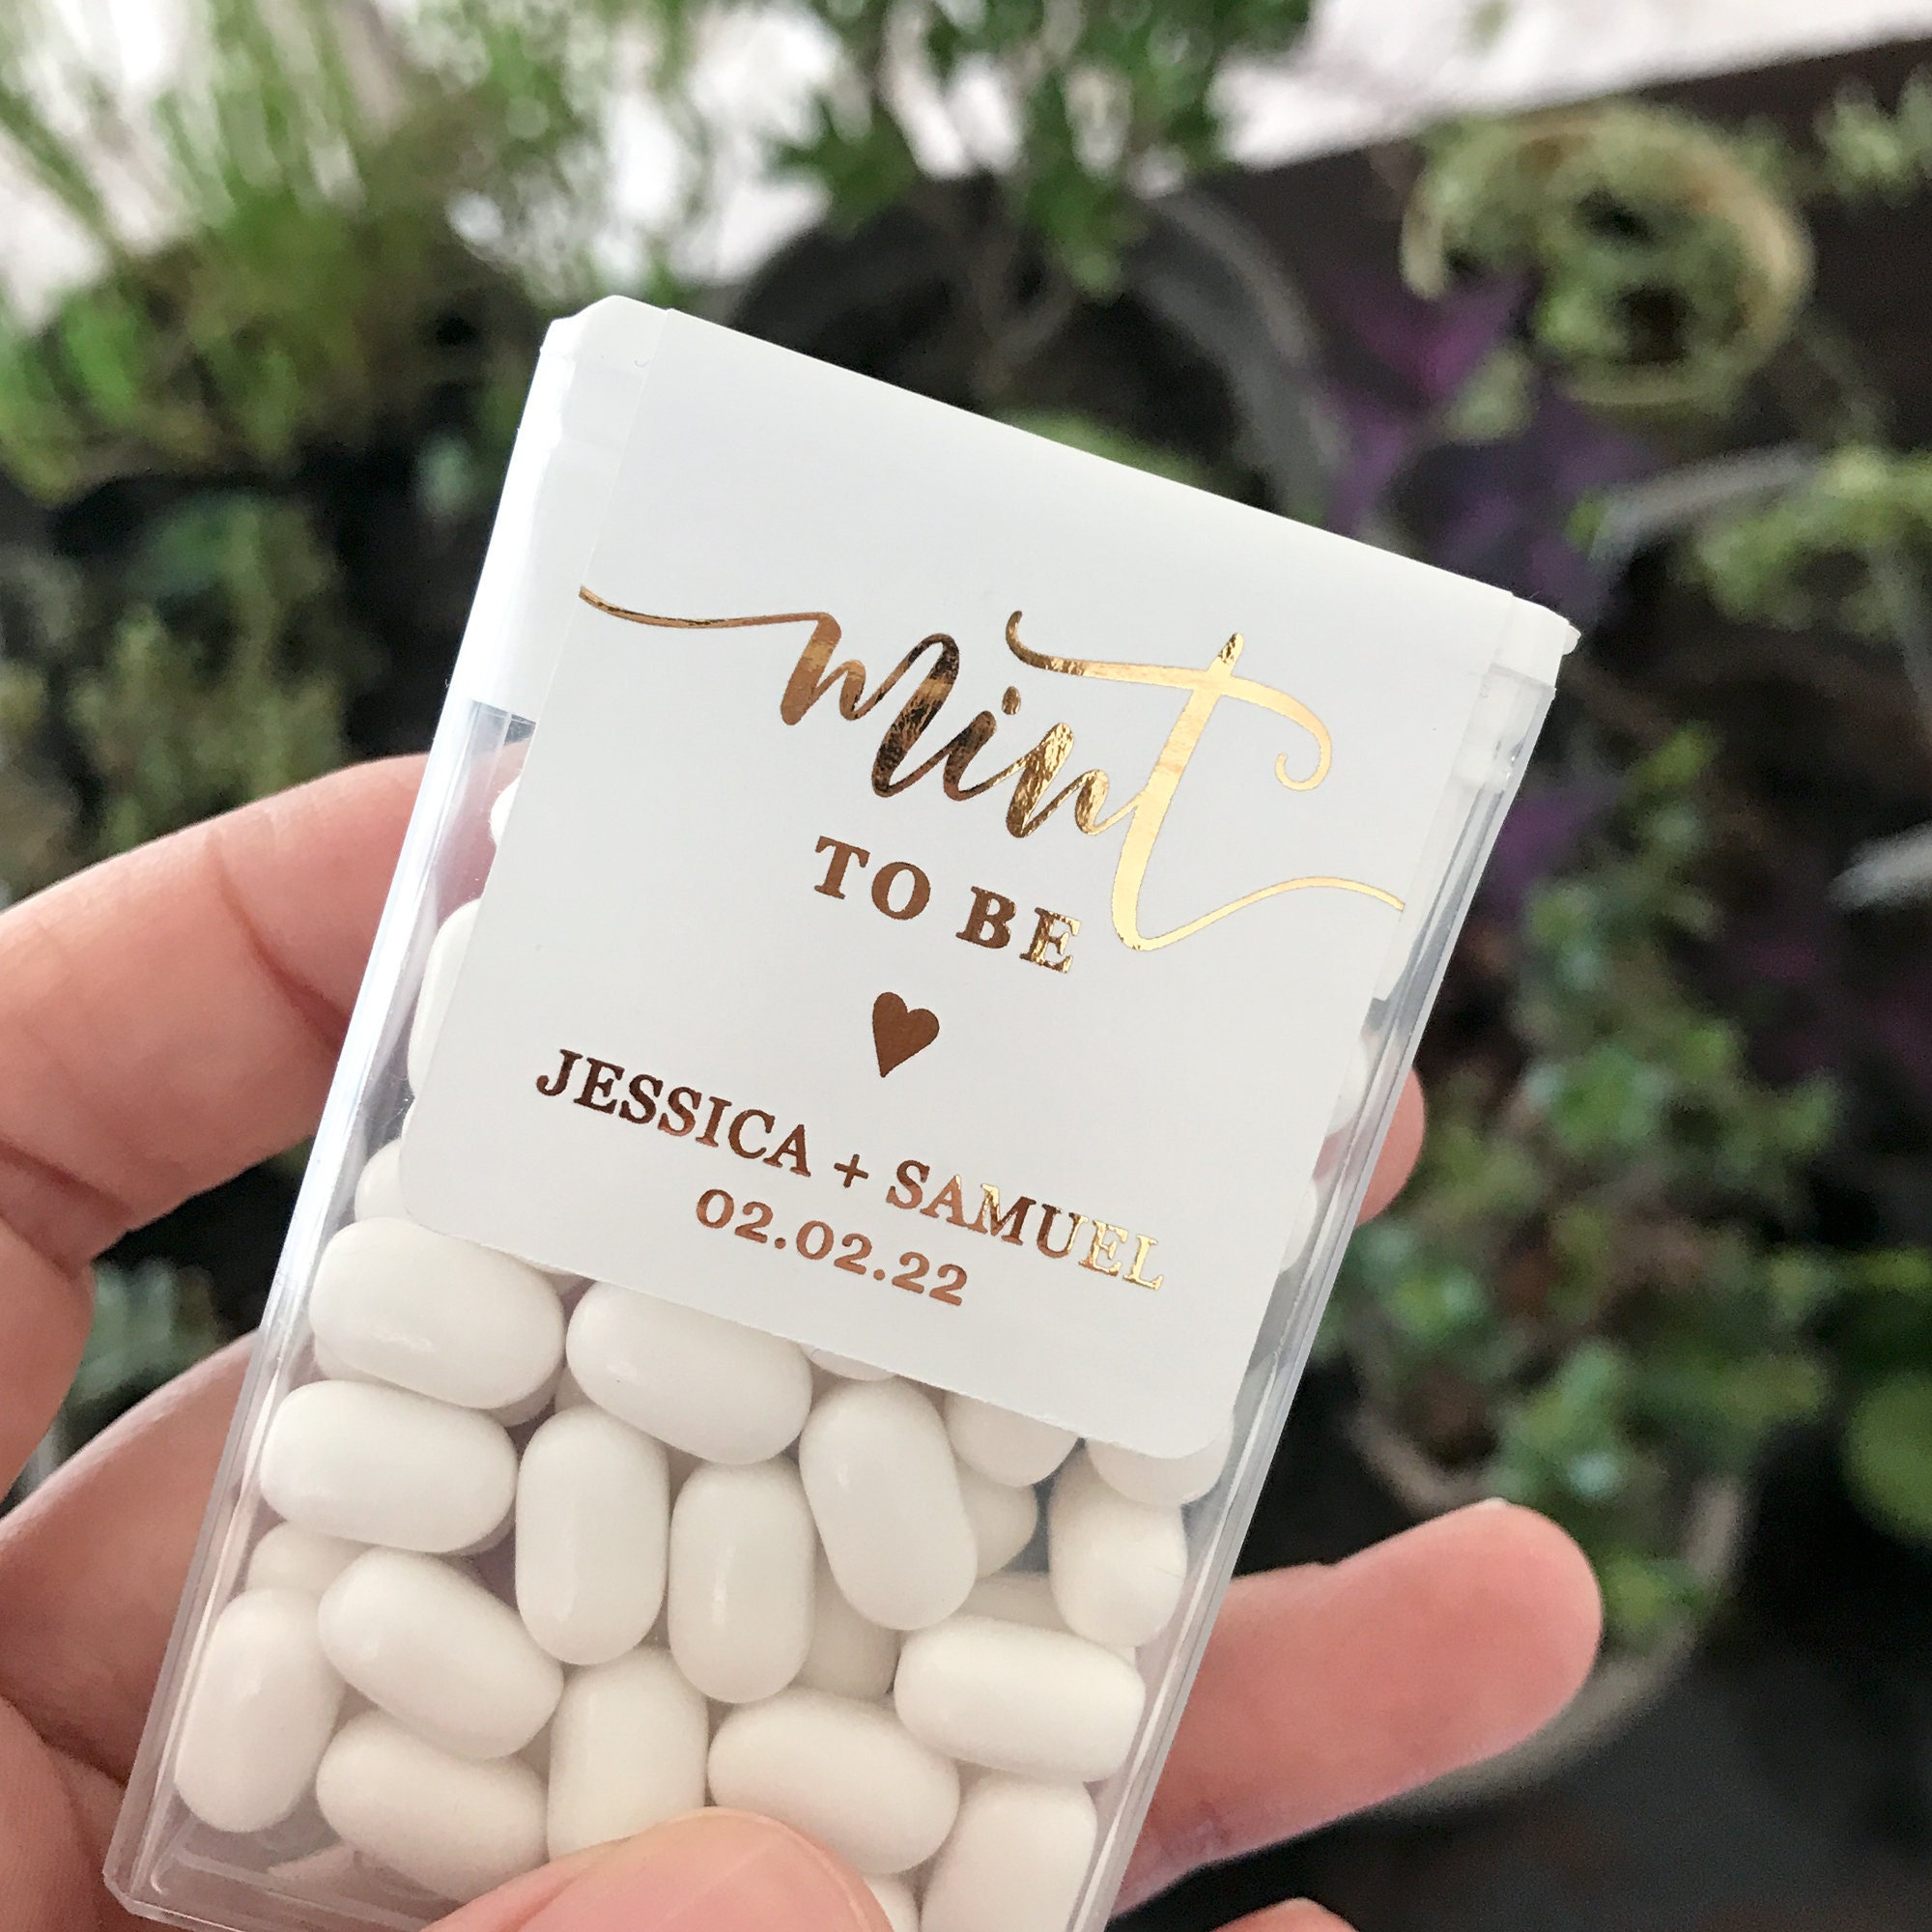 mint
TO BE
JESSICA + SAMUEL
02.02.22